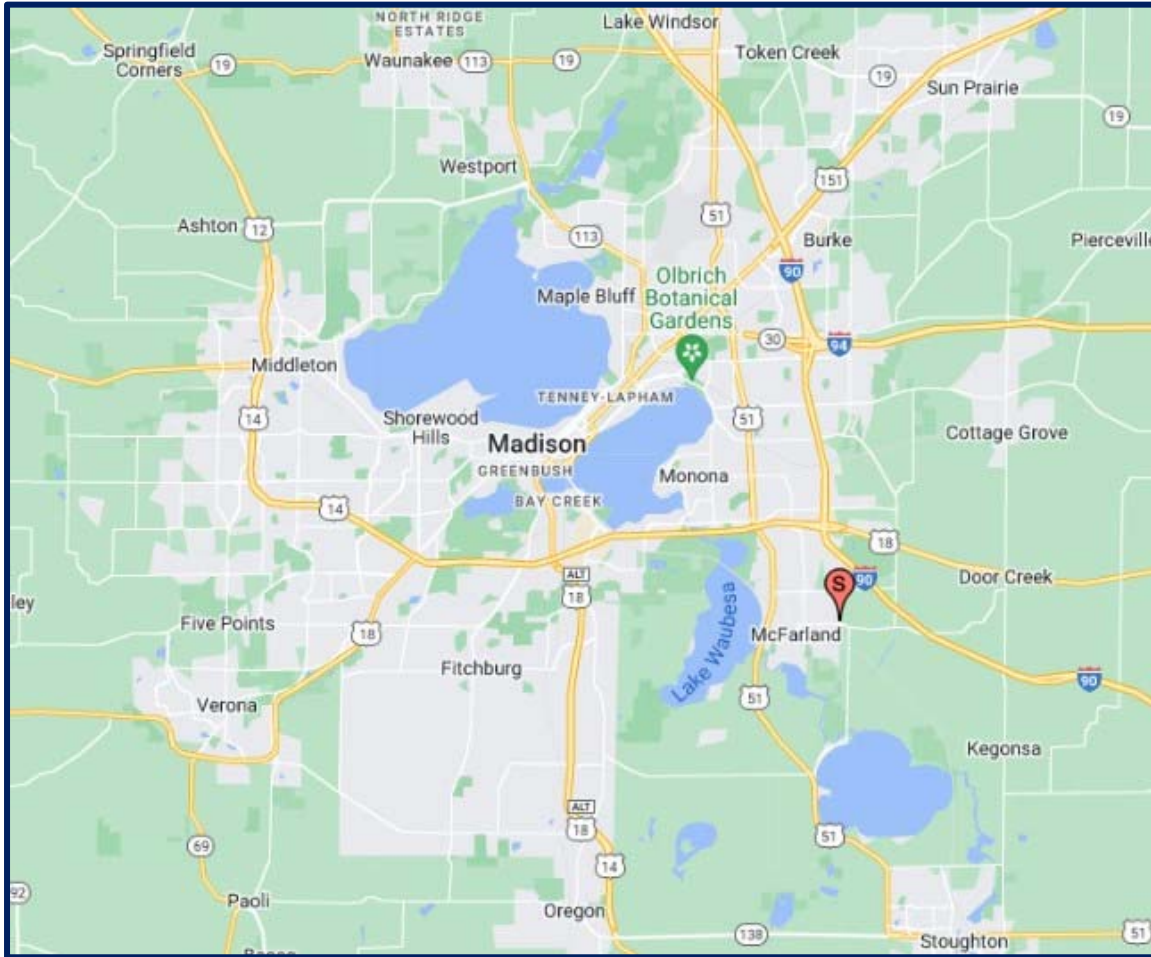 NORTH RIDGE
ESTATES
Lake Windsor
Springfield
Corners
19
Waunakee
113
19
Token Creek
19
Sun Prairie
19
Westport
151
Ashton
12
51
113
Burke
Pierceville
90
Olbrich
Botanical
Gardens
Maple Bluff
30
94
Middleton
TENNEY-LAPHAM
14
Shorewood
Hills
51
Cottage Grove
Madison
GREENBUSH
Monona
BAY CREEK
14
18
ALT
18
S
90
Door Creek
ley
Five Points
18
McFarland
Lake Waubesa
Fitchburg
90
Verona
51
Kegonsa
ALT
18
51
69
14
92
Paoli
Oregon
138
51
Stoughton